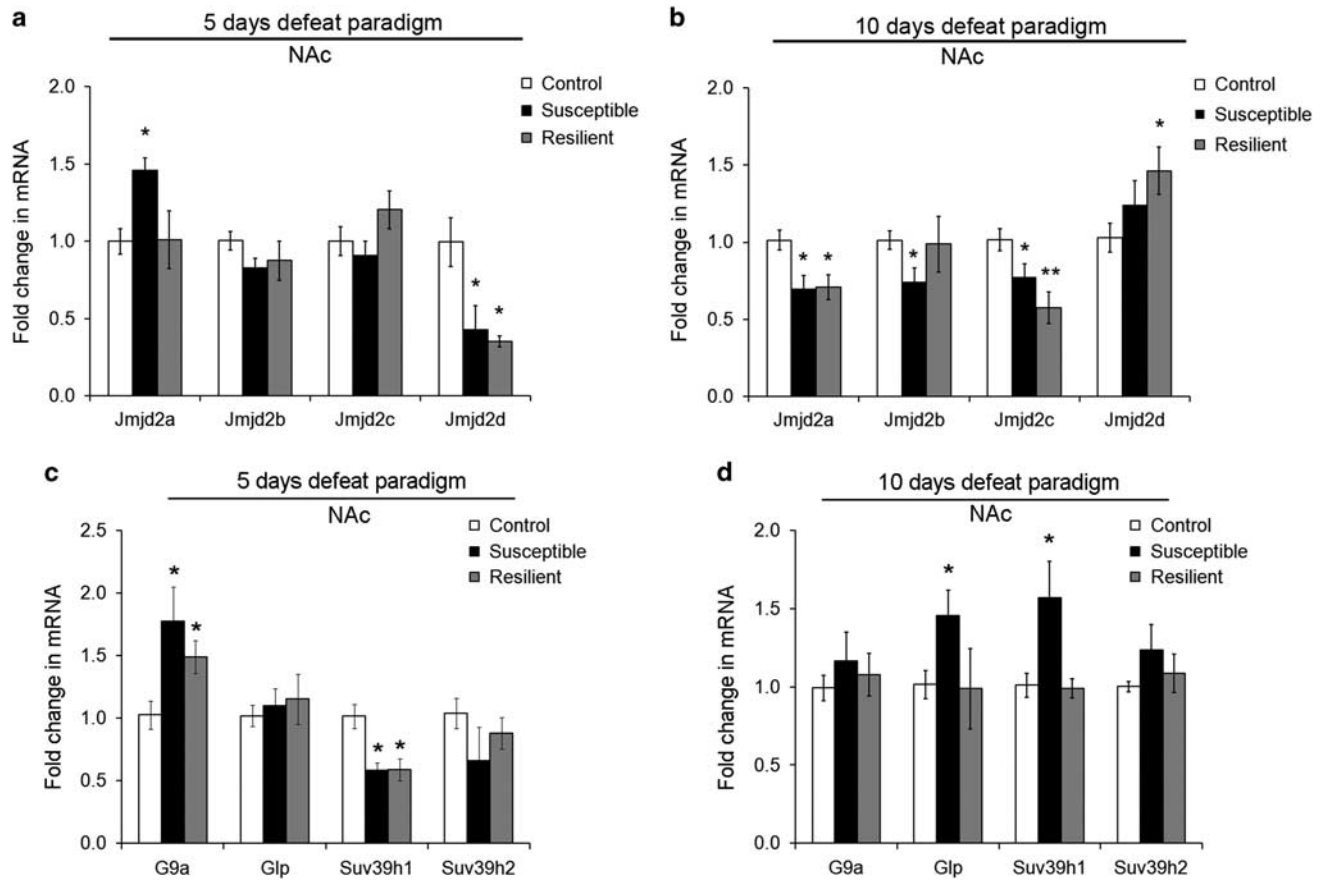 a
5 days defeat paradigm
NAc
Control
Susceptible
Resilient
Fold change in mRNA
2.0
1.5
1.0
0.5
0.0
*
*
*
Jmjd2a Jmjd2b Jmjd2c Jmjd2d
b
10 days defeat paradigm
NAc
Control
Susceptible
Resilient
Fold change in mRNA
2.0
1.5
1.0
0.5
0.0
* *
*
* **
*
Jmjd2a Jmjd2b Jmjd2c Jmjd2d
c
5 days defeat paradigm
NAc
Control
Susceptible
Resilient
Fold change in mRNA
2.5
2.0
1.5
1.0
0.5
0.0
*
*
* *
G9a Glp Suv39h1 Suv39h2
d
10 days defeat paradigm
NAc
Control
Susceptible
Resilient
Fold change in mRNA
2.0
1.5
1.0
0.5
0.0
*
*
G9a Glp Suv39h1 Suv39h2